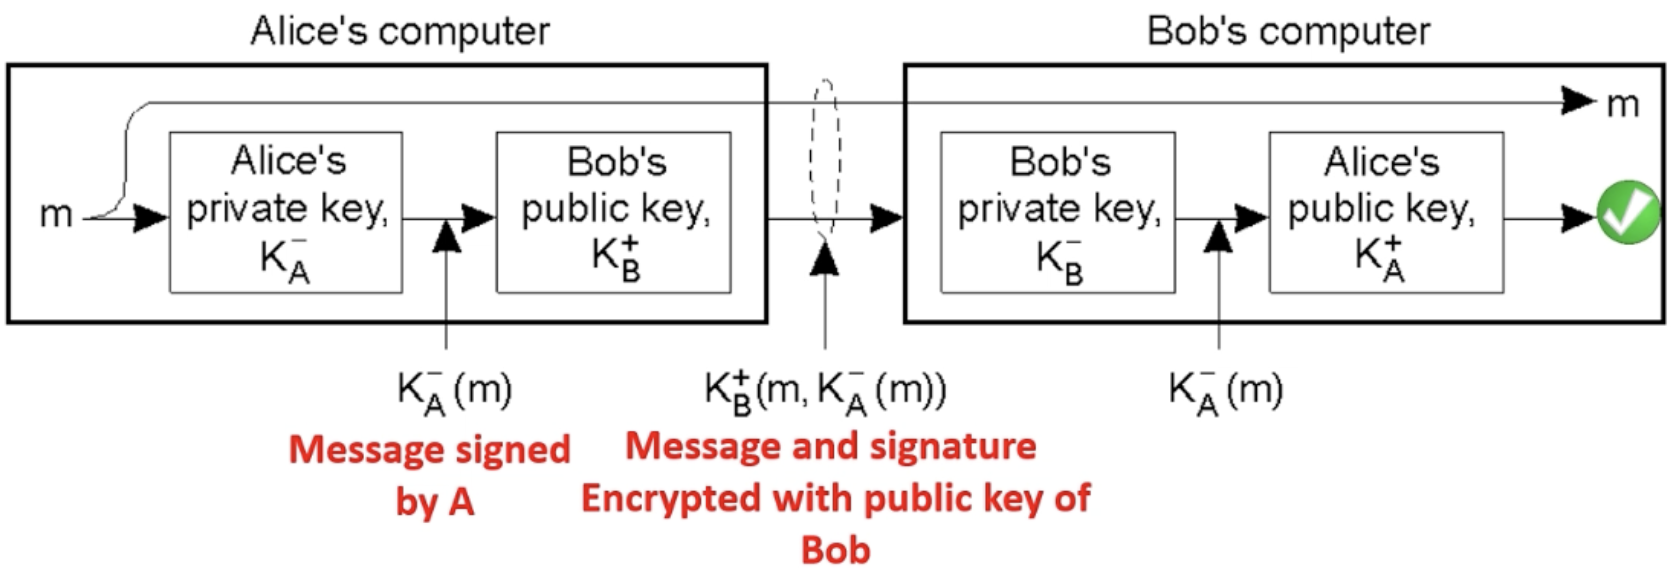 Alice's computer
Bob's computer
m
Alice's
private key,
K_A^-
Bob's
public key,
K_B^+
Bob's
private key,
K_B^-
Alice's
public key,
K_A^+
m
K_A^-(m)
Message signed
by A
K_B^+(m, K_A^-(m))
Message and signature
Encrypted with public key of
Bob
K_A^-(m)